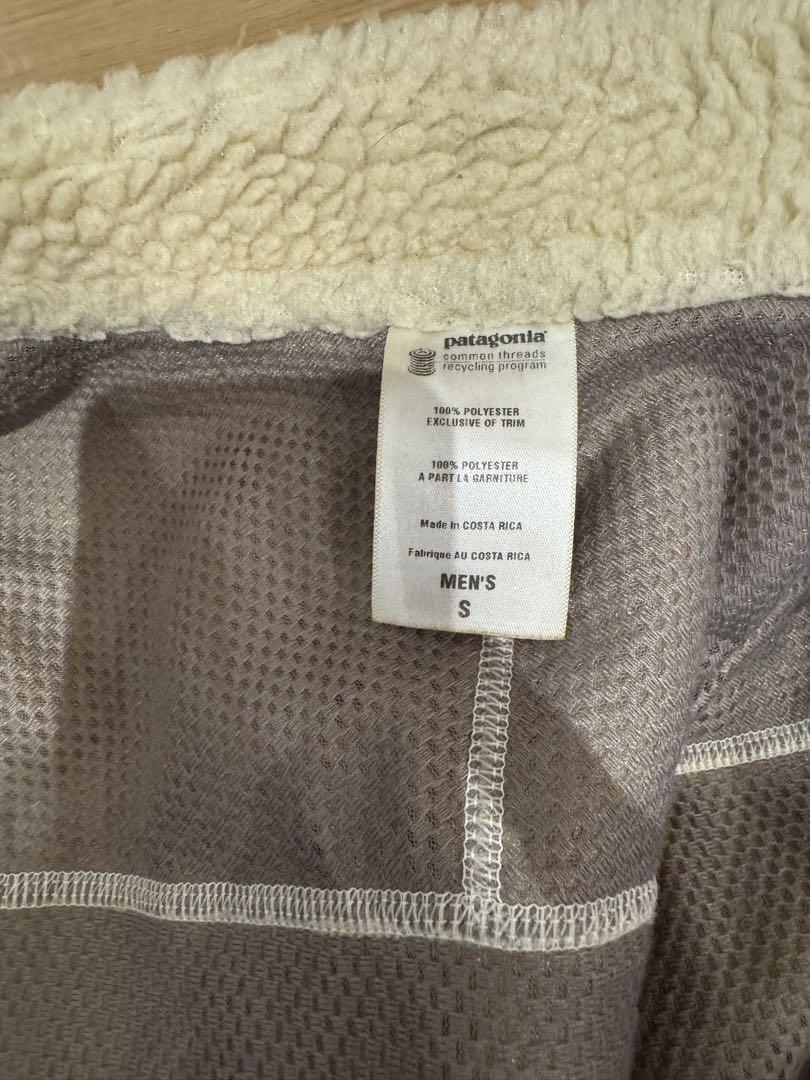 patagonia®
common threads
recycling program
100% POLYESTER
EXCLUSIVE OF TRIM
100% POLYESTER
A PART LA GARNITURE
Made in COSTA RICA
Fabrique AU COSTA RICA
MEN'S
S